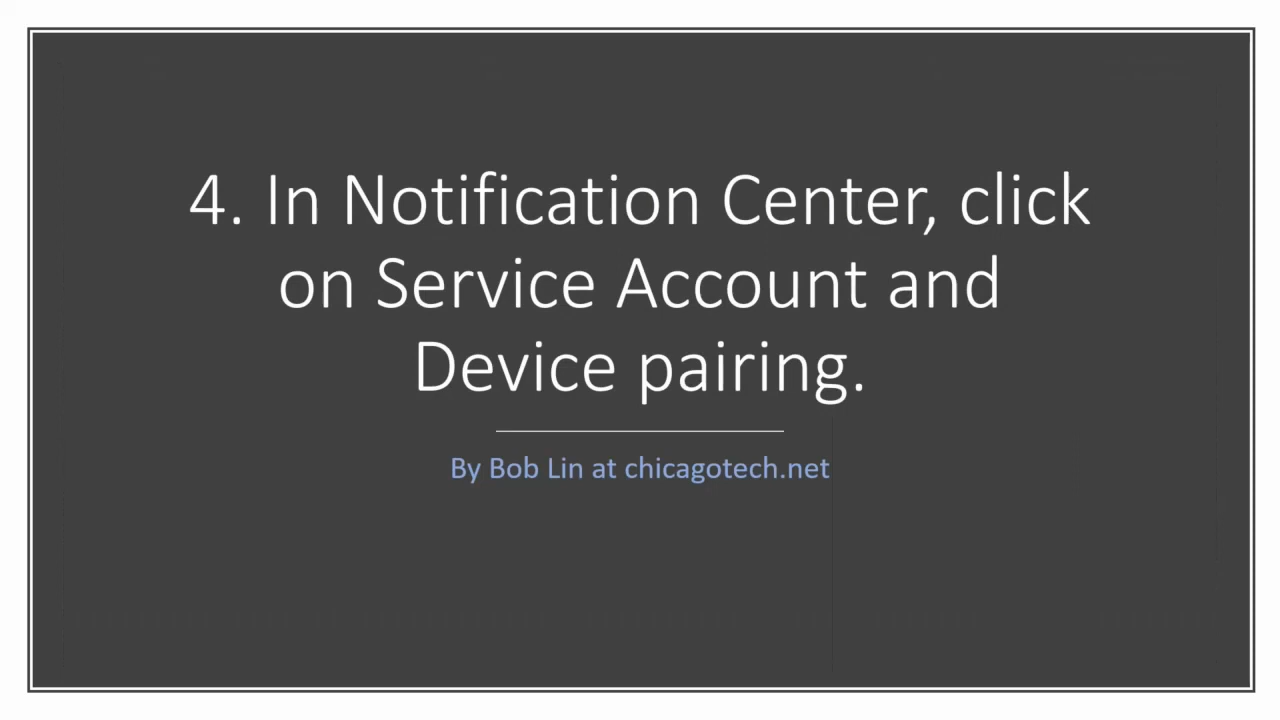 4. In Notification Center, click
on Service Account and
Device pairing.
By Bob Lin at chicagotech.net